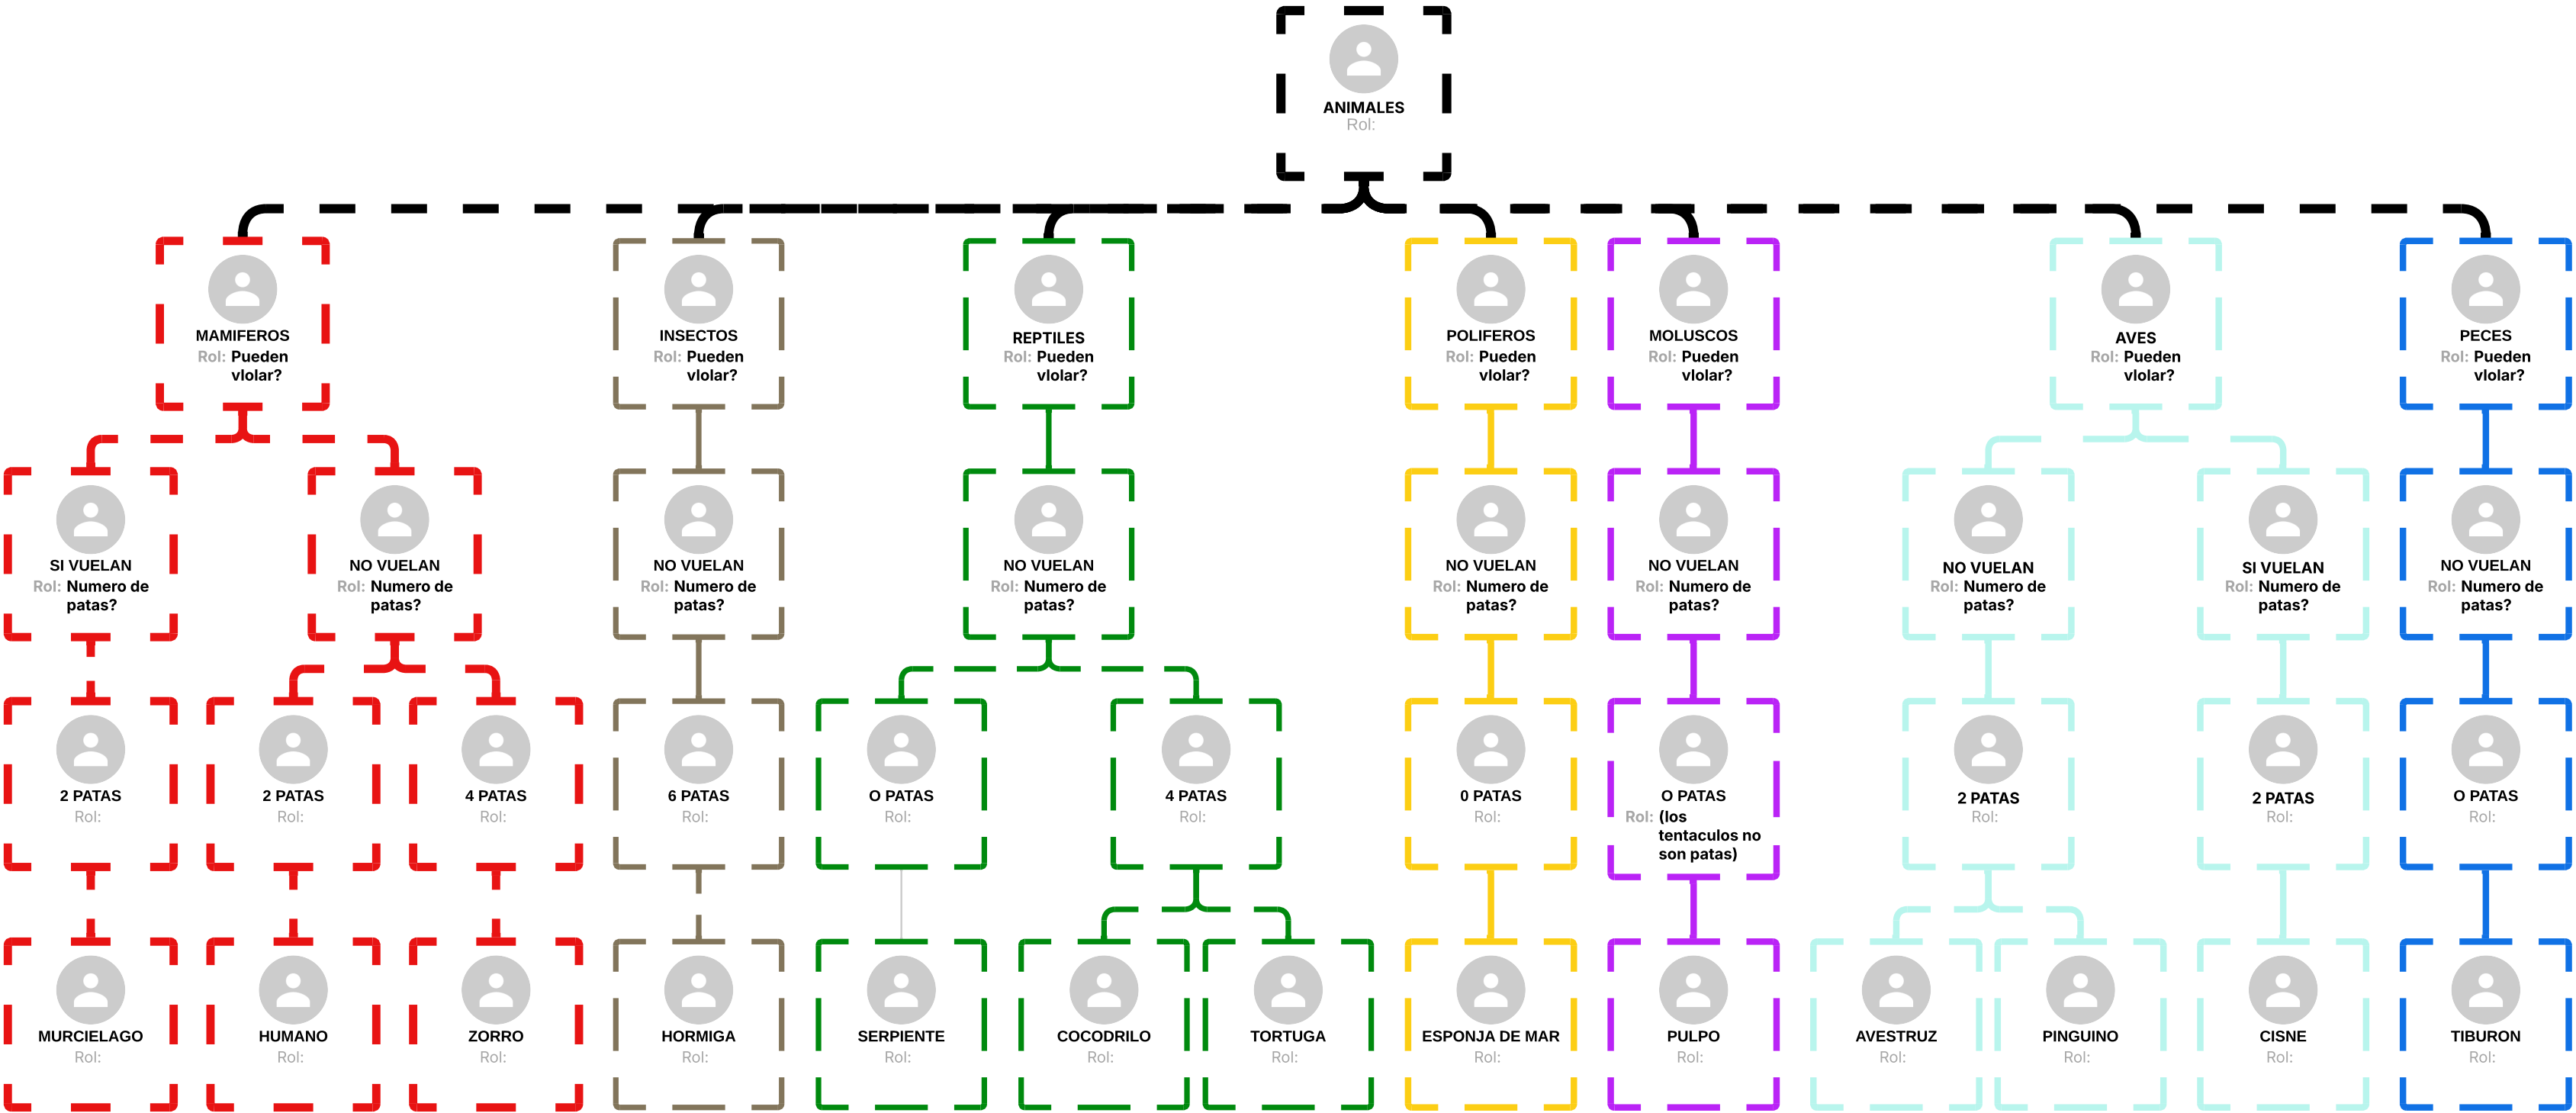 ANIMALES
Rol:
MAMIFEROS
Rol: Pueden
vlolar?
INSECTOS
Rol: Pueden
vlolar?
REPTILES
Rol: Pueden
vlolar?
POLIFEROS
Rol: Pueden
vlolar?
MOLUSCOS
Rol: Pueden
vlolar?
AVES
Rol: Pueden
vlolar?
PECES
Rol: Pueden
vlolar?
SI VUELAN
Rol: Numero de
patas?
NO VUELAN
Rol: Numero de
patas?
NO VUELAN
Rol: Numero de
patas?
NO VUELAN
Rol: Numero de
patas?
NO VUELAN
Rol: Numero de
patas?
NO VUELAN
Rol: Numero de
patas?
NO VUELAN
Rol: Numero de
patas?
SI VUELAN
Rol: Numero de
patas?
NO VUELAN
Rol: Numero de
patas?
2 PATAS
Rol:
2 PATAS
Rol:
4 PATAS
Rol:
6 PATAS
Rol:
O PATAS
Rol:
4 PATAS
Rol:
0 PATAS
Rol:
O PATAS
Rol: (los
tentaculos no
son patas)
2 PATAS
Rol:
2 PATAS
Rol:
O PATAS
Rol:
MURCIELAGO
Rol:
HUMANO
Rol:
ZORRO
Rol:
HORMIGA
Rol:
SERPIENTE
Rol:
COCODRILO
Rol:
TORTUGA
Rol:
ESPONJA DE MAR
Rol:
PULPO
Rol:
AVESTRUZ
Rol:
PINGUINO
Rol:
CISNE
Rol:
TIBURON
Rol: